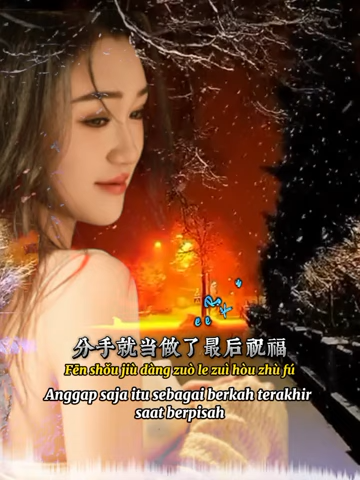 分手就当做了最后祝福
Fēn shǒu jiù dàng zuò le zuì hòu zhù fú
Anggap saja itu sebagai berkah terakhir
saat berpisah